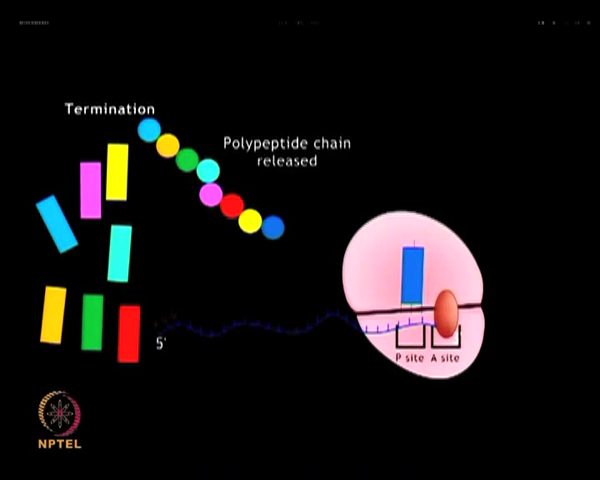 Termination
Polypeptide chain
released
5'
P site A site
NPTEL